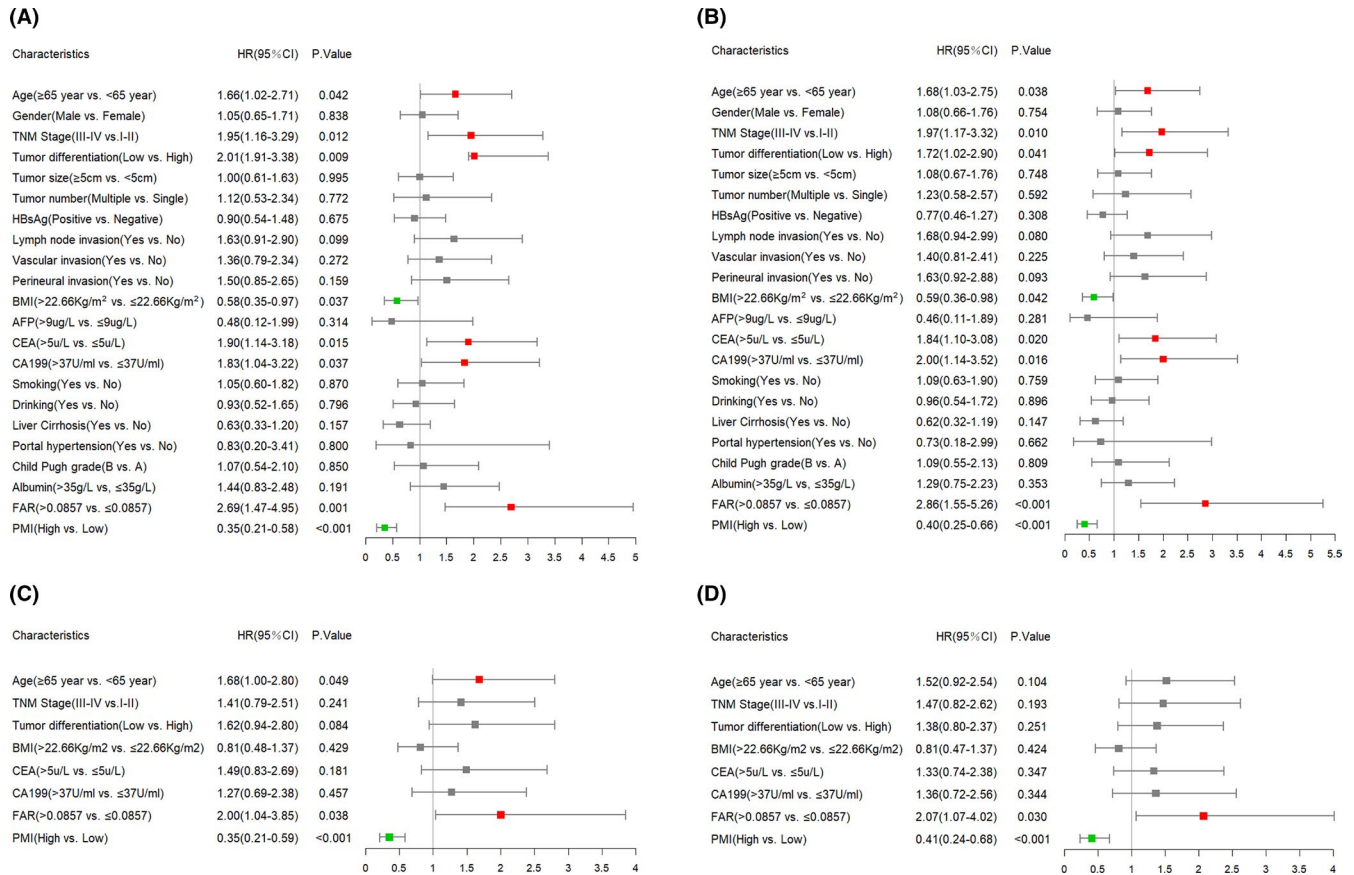 (A)
Characteristics HR(95%CI) P.Value
Age(≥65 year vs. <65 year) 1.66(1.02-2.71) 0.042
Gender(Male vs. Female) 1.05(0.65-1.71) 0.838
TNM Stage(III-IV vs.I-II) 1.95(1.16-3.29) 0.012
Tumor differentiation(Low vs. High) 2.01(1.91-3.38) 0.009
Tumor size(≥5cm vs. <5cm) 1.00(0.61-1.63) 0.995
Tumor number(Multiple vs. Single) 1.12(0.53-2.34) 0.772
HBsAg(Positive vs. Negative) 0.90(0.54-1.48) 0.675
Lymph node invasion(Yes vs. No) 1.63(0.91-2.90) 0.099
Vascular invasion(Yes vs. No) 1.36(0.79-2.34) 0.272
Perineural invasion(Yes vs. No) 1.50(0.85-2.65) 0.159
BMI(>22.66Kg/m² vs. ≤22.66Kg/m²) 0.58(0.35-0.97) 0.037
AFP(>9ug/L vs. ≤9ug/L) 0.48(0.12-1.99) 0.314
CEA(>5u/L vs. ≤5u/L) 1.90(1.14-3.18) 0.015
CA199(>37U/ml vs. ≤37U/ml) 1.83(1.04-3.22) 0.037
Smoking(Yes vs. No) 1.05(0.60-1.82) 0.870
Drinking(Yes vs. No) 0.93(0.52-1.65) 0.796
Liver Cirrhosis(Yes vs. No) 0.63(0.33-1.20) 0.157
Portal hypertension(Yes vs. No) 0.83(0.20-3.41) 0.800
Child Pugh grade(B vs. A) 1.07(0.54-2.10) 0.850
Albumin(>35g/L vs, ≤35g/L) 1.44(0.83-2.48) 0.191
FAR(>0.0857 vs. ≤0.0857) 2.69(1.47-4.95) 0.001
PMI(High vs. Low) 0.35(0.21-0.58) <0.001
0 0.5 1 1.5 2 2.5 3 3.5 4 4.5 5
(B)
Characteristics HR(95%CI) P.Value
Age(≥65 year vs. <65 year) 1.68(1.03-2.75) 0.038
Gender(Male vs. Female) 1.08(0.66-1.76) 0.754
TNM Stage(III-IV vs.I-II) 1.97(1.17-3.32) 0.010
Tumor differentiation(Low vs. High) 1.72(1.02-2.90) 0.041
Tumor size(≥5cm vs. <5cm) 1.08(0.67-1.76) 0.748
Tumor number(Multiple vs. Single) 1.23(0.58-2.57) 0.592
HBsAg(Positive vs. Negative) 0.77(0.46-1.27) 0.308
Lymph node invasion(Yes vs. No) 1.68(0.94-2.99) 0.080
Vascular invasion(Yes vs. No) 1.40(0.81-2.41) 0.225
Perineural invasion(Yes vs. No) 1.63(0.92-2.88) 0.093
BMI(>22.66Kg/m² vs. ≤22.66Kg/m²) 0.59(0.36-0.98) 0.042
AFP(>9ug/L vs. ≤9ug/L) 0.46(0.11-1.89) 0.281
CEA(>5u/L vs. ≤5u/L) 1.84(1.10-3.08) 0.020
CA199(>37U/ml vs. ≤37U/ml) 2.00(1.14-3.52) 0.016
Smoking(Yes vs. No) 1.09(0.63-1.90) 0.759
Drinking(Yes vs. No) 0.96(0.54-1.72) 0.896
Liver Cirrhosis(Yes vs. No) 0.62(0.32-1.19) 0.147
Portal hypertension(Yes vs. No) 0.73(0.18-2.99) 0.662
Child Pugh grade(B vs. A) 1.09(0.55-2.13) 0.809
Albumin(>35g/L vs, ≤35g/L) 1.29(0.75-2.23) 0.353
FAR(>0.0857 vs. ≤0.0857) 2.86(1.55-5.26) <0.001
PMI(High vs. Low) 0.40(0.25-0.66) <0.001
0 0.5 1 1.5 2 2.5 3 3.5 4 4.5 5 5.5
(C)
Characteristics HR(95%CI) P.Value
Age(≥65 year vs. <65 year) 1.68(1.00-2.80) 0.049
TNM Stage(III-IV vs.I-II) 1.41(0.79-2.51) 0.241
Tumor differentiation(Low vs. High) 1.62(0.94-2.80) 0.084
BMI(>22.66Kg/m2 vs. ≤22.66Kg/m2) 0.81(0.48-1.37) 0.429
CEA(>5u/L vs. ≤5u/L) 1.49(0.83-2.69) 0.181
CA199(>37U/ml vs. ≤37U/ml) 1.27(0.69-2.38) 0.457
FAR(>0.0857 vs. ≤0.0857) 2.00(1.04-3.85) 0.038
PMI(High vs. Low) 0.35(0.21-0.59) <0.001
0 0.5 1 1.5 2 2.5 3 3.5 4
(D)
Characteristics HR(95%CI) P.Value
Age(≥65 year vs. <65 year) 1.52(0.92-2.54) 0.104
TNM Stage(III-IV vs.I-II) 1.47(0.82-2.62) 0.193
Tumor differentiation(Low vs. High) 1.38(0.80-2.37) 0.251
BMI(>22.66Kg/m2 vs. ≤22.66Kg/m2) 0.81(0.47-1.37) 0.424
CEA(>5u/L vs. ≤5u/L) 1.33(0.74-2.38) 0.347
CA199(>37U/ml vs. ≤37U/ml) 1.36(0.72-2.56) 0.344
FAR(>0.0857 vs. ≤0.0857) 2.07(1.07-4.02) 0.030
PMI(High vs. Low) 0.41(0.24-0.68) <0.001
0 0.5 1 1.5 2 2.5 3 3.5 4